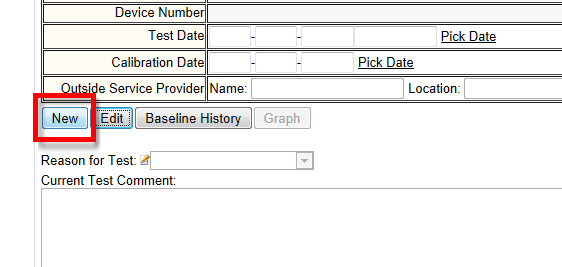 Device Number
Test Date - - Pick Date
Calibration Date - - Pick Date
Outside Service Provider Name: Location:
New Edit Baseline History Graph
Reason for Test:
Current Test Comment: